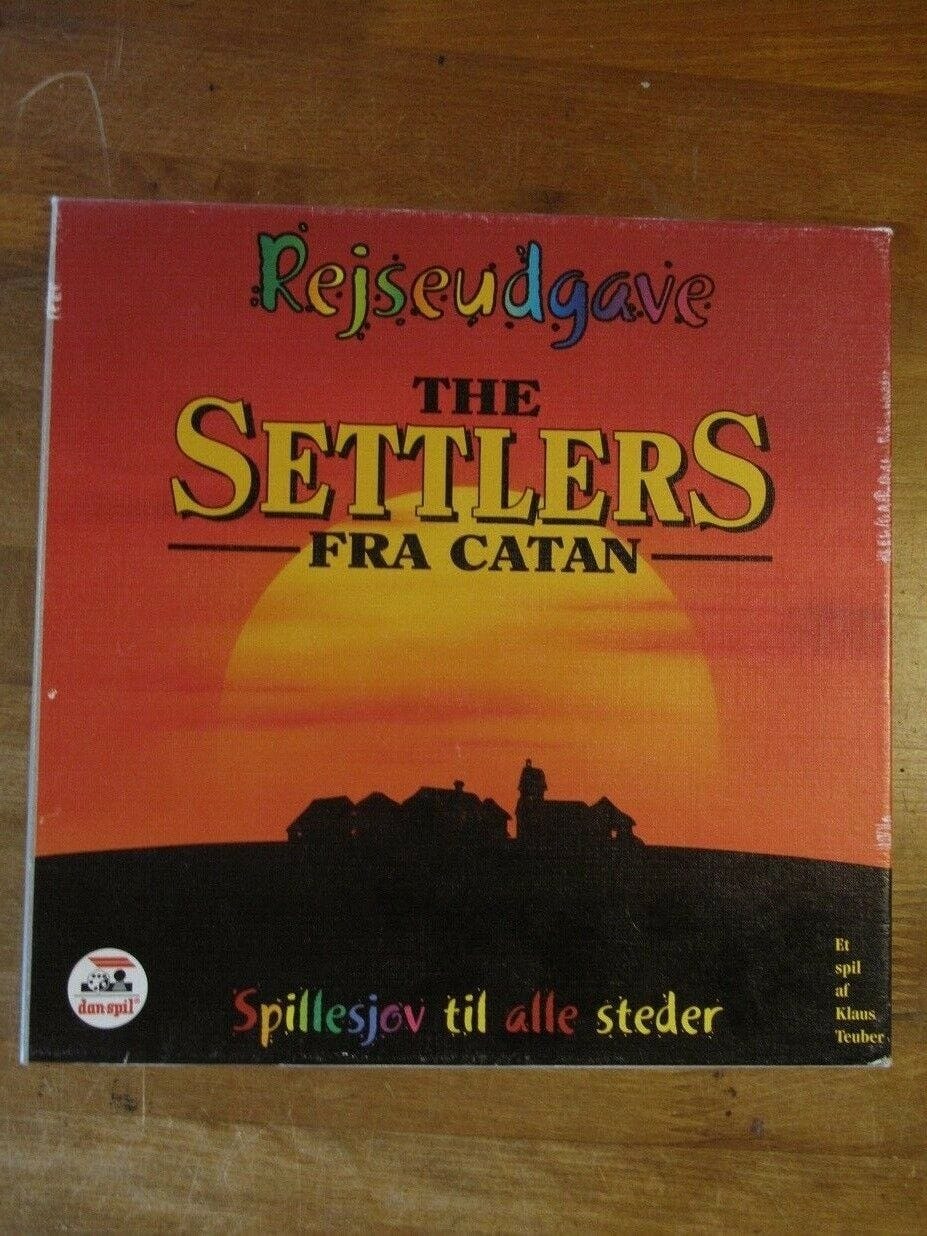 Rejseudgave
THE
SETTLERS
FRA CATAN
dan spil®
Spillesjov til alle steder
Et
spil
af
Klaus
Teuber